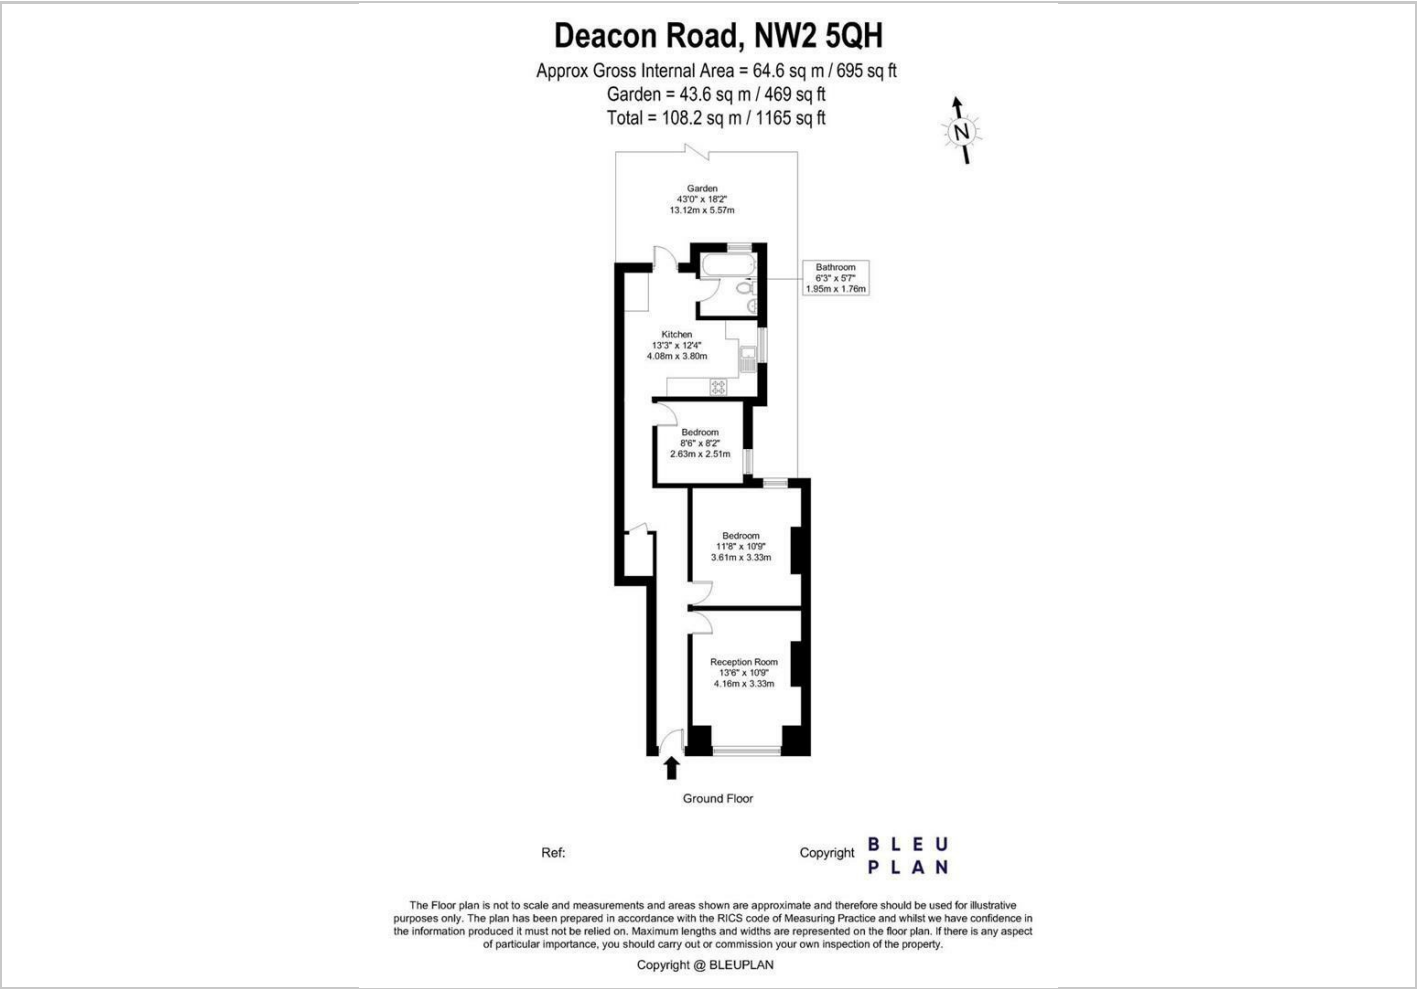 Deacon Road, NW2 5QH
Approx Gross Internal Area = 64.6 sq m / 695 sq ft
Garden = 43.6 sq m / 469 sq ft
Total = 108.2 sq m / 1165 sq ft
N
Garden
43'0" x 18'2"
13.12m x 5.57m
Bathroom
6'3" x 5'7"
1.95m x 1.76m
Kitchen
13'3" x 12'4"
4.08m x 3.80m
Bedroom
8'6" x 8'2"
2.63m x 2.51m
Bedroom
11'8" x 10'9"
3.61m x 3.33m
Reception Room
13'6" x 10'9"
4.16m x 3.33m
Ground Floor
Ref:
Copyright
BLEU
PLAN
The Floor plan is not to scale and measurements and areas shown are approximate and therefore should be used for illustrative
purposes only. The plan has been prepared in accordance with the RICS code of Measuring Practice and whilst we have confidence in
the information produced it must not be relied on. Maximum lengths and widths are represented on the floor plan. If there is any aspect
of particular importance, you should carry out or commission your own inspection of the property.
Copyright @ BLEUPLAN